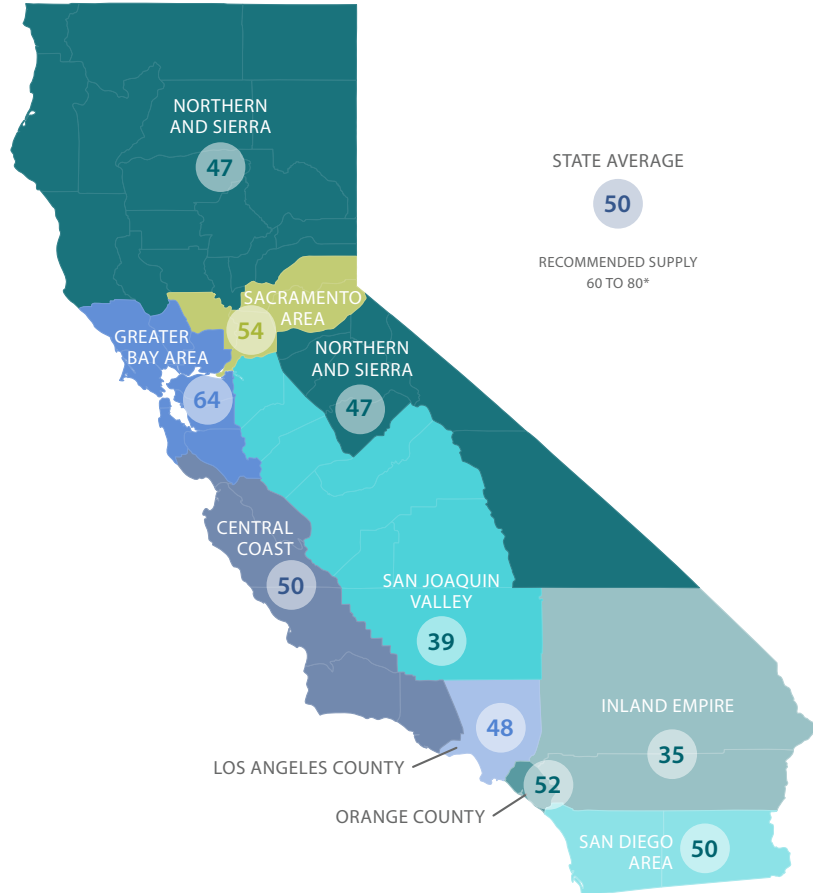 NORTHERN
AND SIERRA
47
STATE AVERAGE
50
RECOMMENDED SUPPLY
60 TO 80*
SACRAMENTO
AREA
54
GREATER
BAY AREA
64
NORTHERN
AND SIERRA
47
CENTRAL
COAST
50
SAN JOAQUIN
VALLEY
39
INLAND EMPIRE
35
48
LOS ANGELES COUNTY
52
ORANGE COUNTY
SAN DIEGO
AREA
50